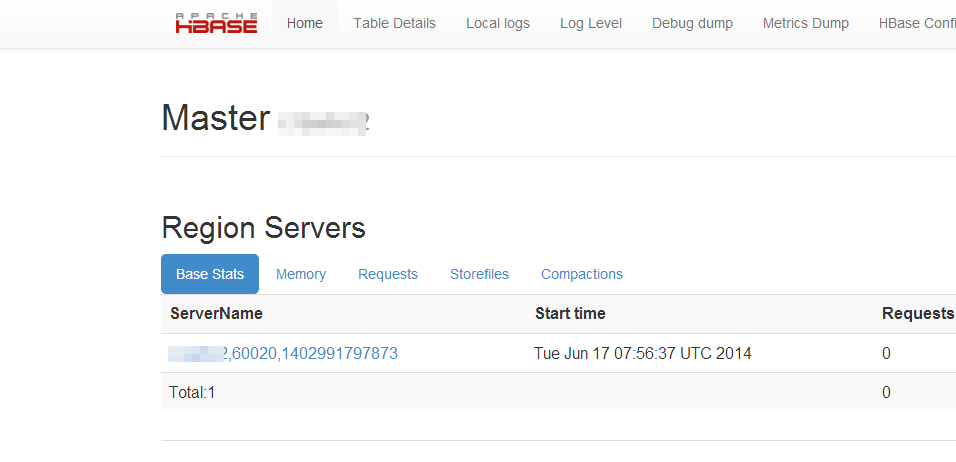 APACHE
HBASE
Home Table Details Local logs Log Level Debug dump Metrics Dump HBase Confi
Master
Region Servers
Base Stats Memory Requests Storefiles Compactions
ServerName Start time Requests
2,60020,1402991797873 Tue Jun 17 07:56:37 UTC 2014 0
Total:1 0